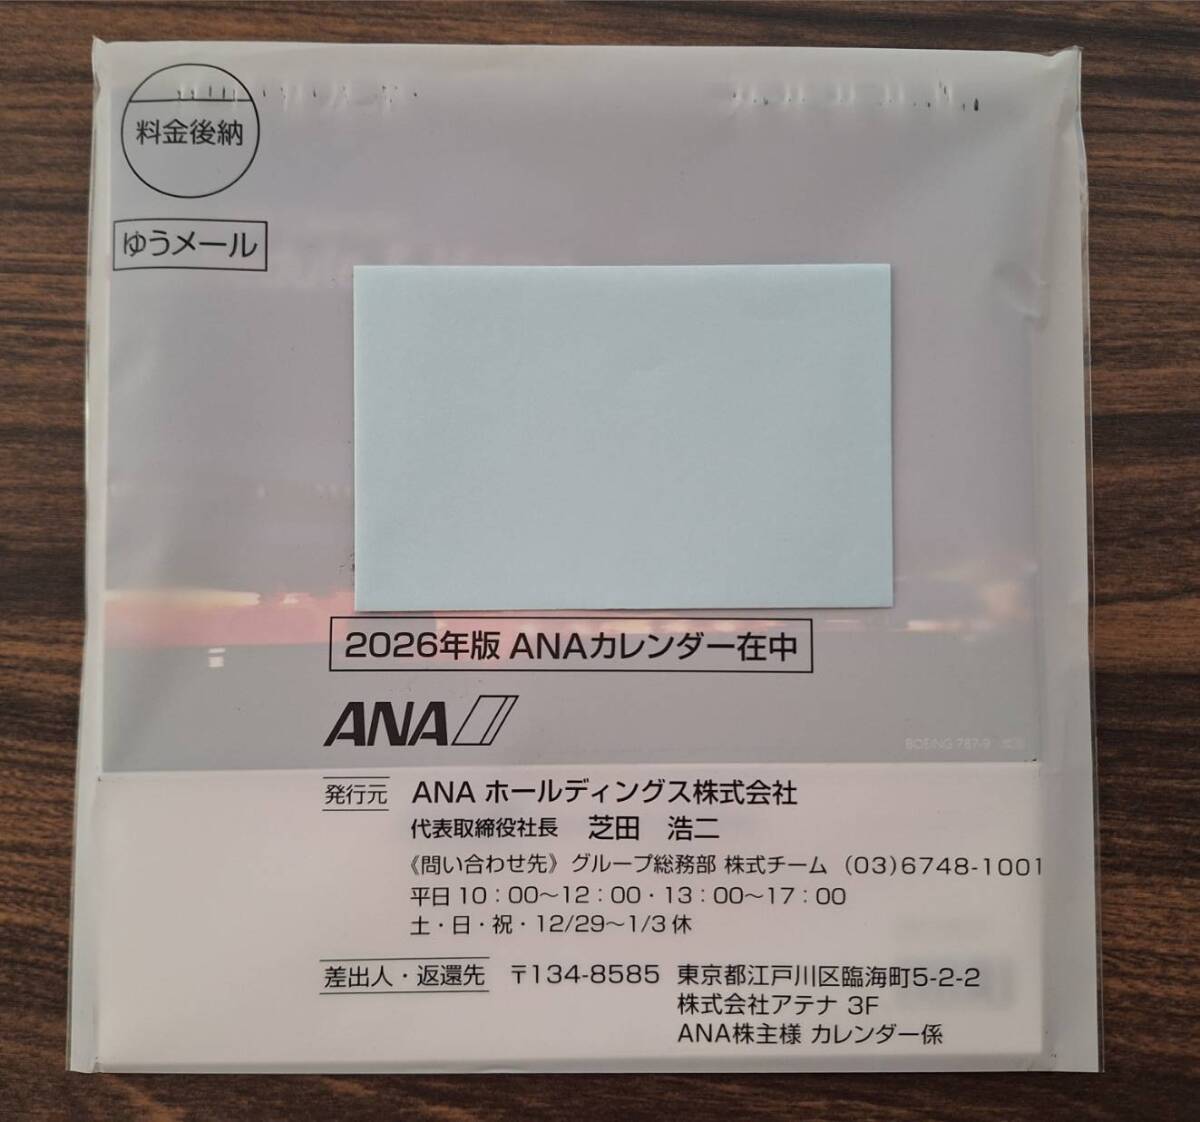 料金後納
ゆうメール
2026年版 ANAカレンダー在中
ANA
発行元 ANA ホールディングス株式会社
代表取締役社長 芝田 浩二
《問い合わせ先》グループ総務部 株式チーム (03)6748-1001
平日10:00〜12:00・13:00〜17:00
土・日・祝・12/29〜1/3休
差出人・返還先 〒134-8585 東京都江戸川区臨海町5-2-2
株式会社アテナ 3F
ANA株主様 カレンダー係
BOEING 787-9